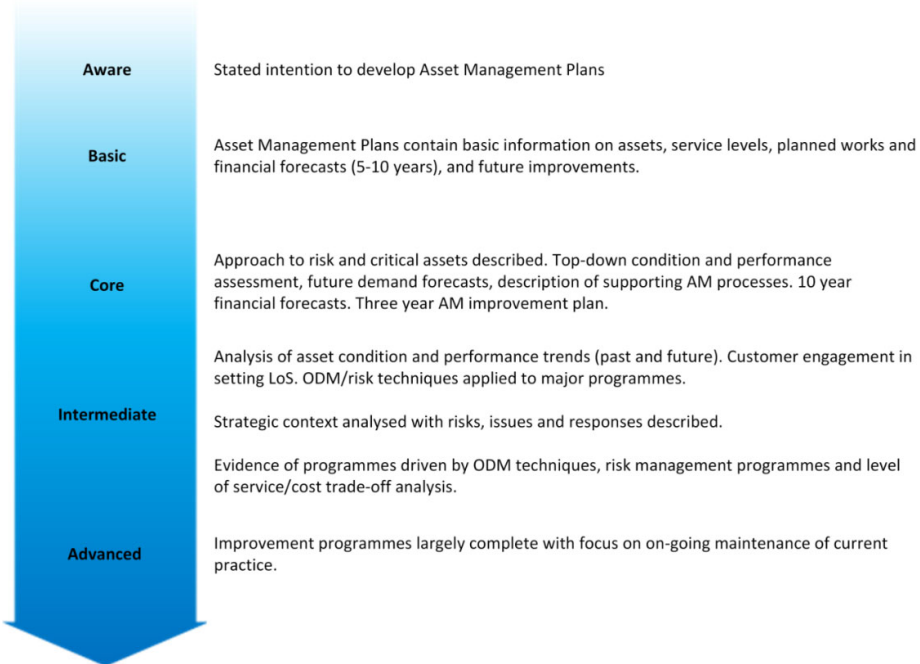 Aware
Stated intention to develop Asset Management Plans
Basic
Asset Management Plans contain basic information on assets, service levels, planned works and
financial forecasts (5-10 years), and future improvements.
Core
Approach to risk and critical assets described. Top-down condition and performance
assessment, future demand forecasts, description of supporting AM processes. 10 year
financial forecasts. Three year AM improvement plan.
Intermediate
Analysis of asset condition and performance trends (past and future). Customer engagement in
setting LoS. ODM/risk techniques applied to major programmes.
Strategic context analysed with risks, issues and responses described.
Evidence of programmes driven by ODM techniques, risk management programmes and level
of service/cost trade-off analysis.
Advanced
Improvement programmes largely complete with focus on on-going maintenance of current
practice.